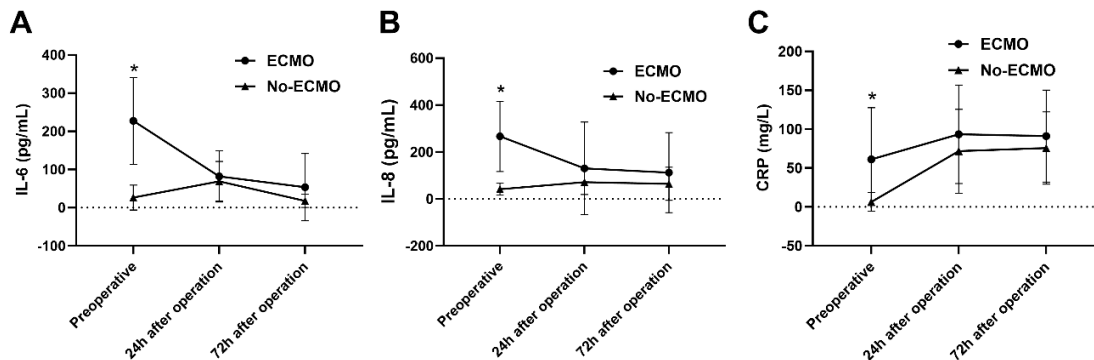 A
IL-6 (pg/mL)
400
300
200
100
0
-100
*
ECMO
No-ECMO
Preoperative
24h after operation
72h after operation
B
IL-8 (pg/mL)
600
400
200
0
-200
*
ECMO
No-ECMO
Preoperative
24h after operation
72h after operation
C
CRP (mg/L)
200
150
100
50
0
-50
*
ECMO
No-ECMO
Preoperative
24h after operation
72h after operation